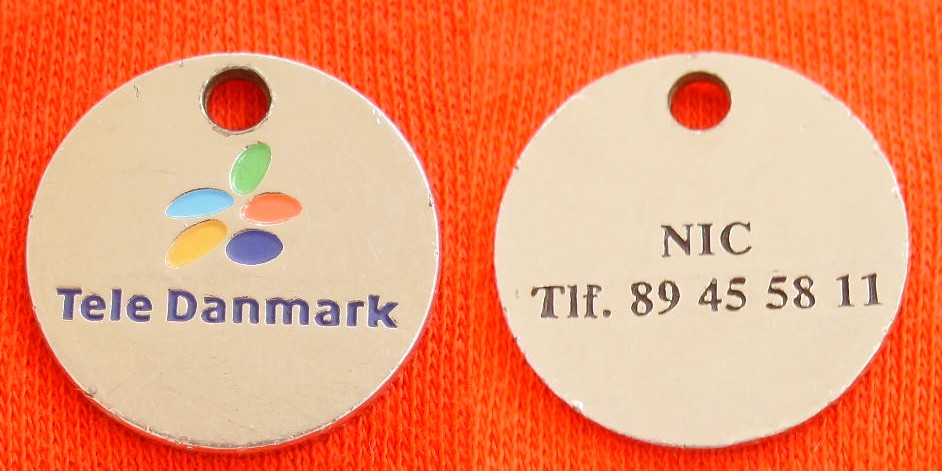 Tele Danmark
NIC
Tlf. 89 45 58 11